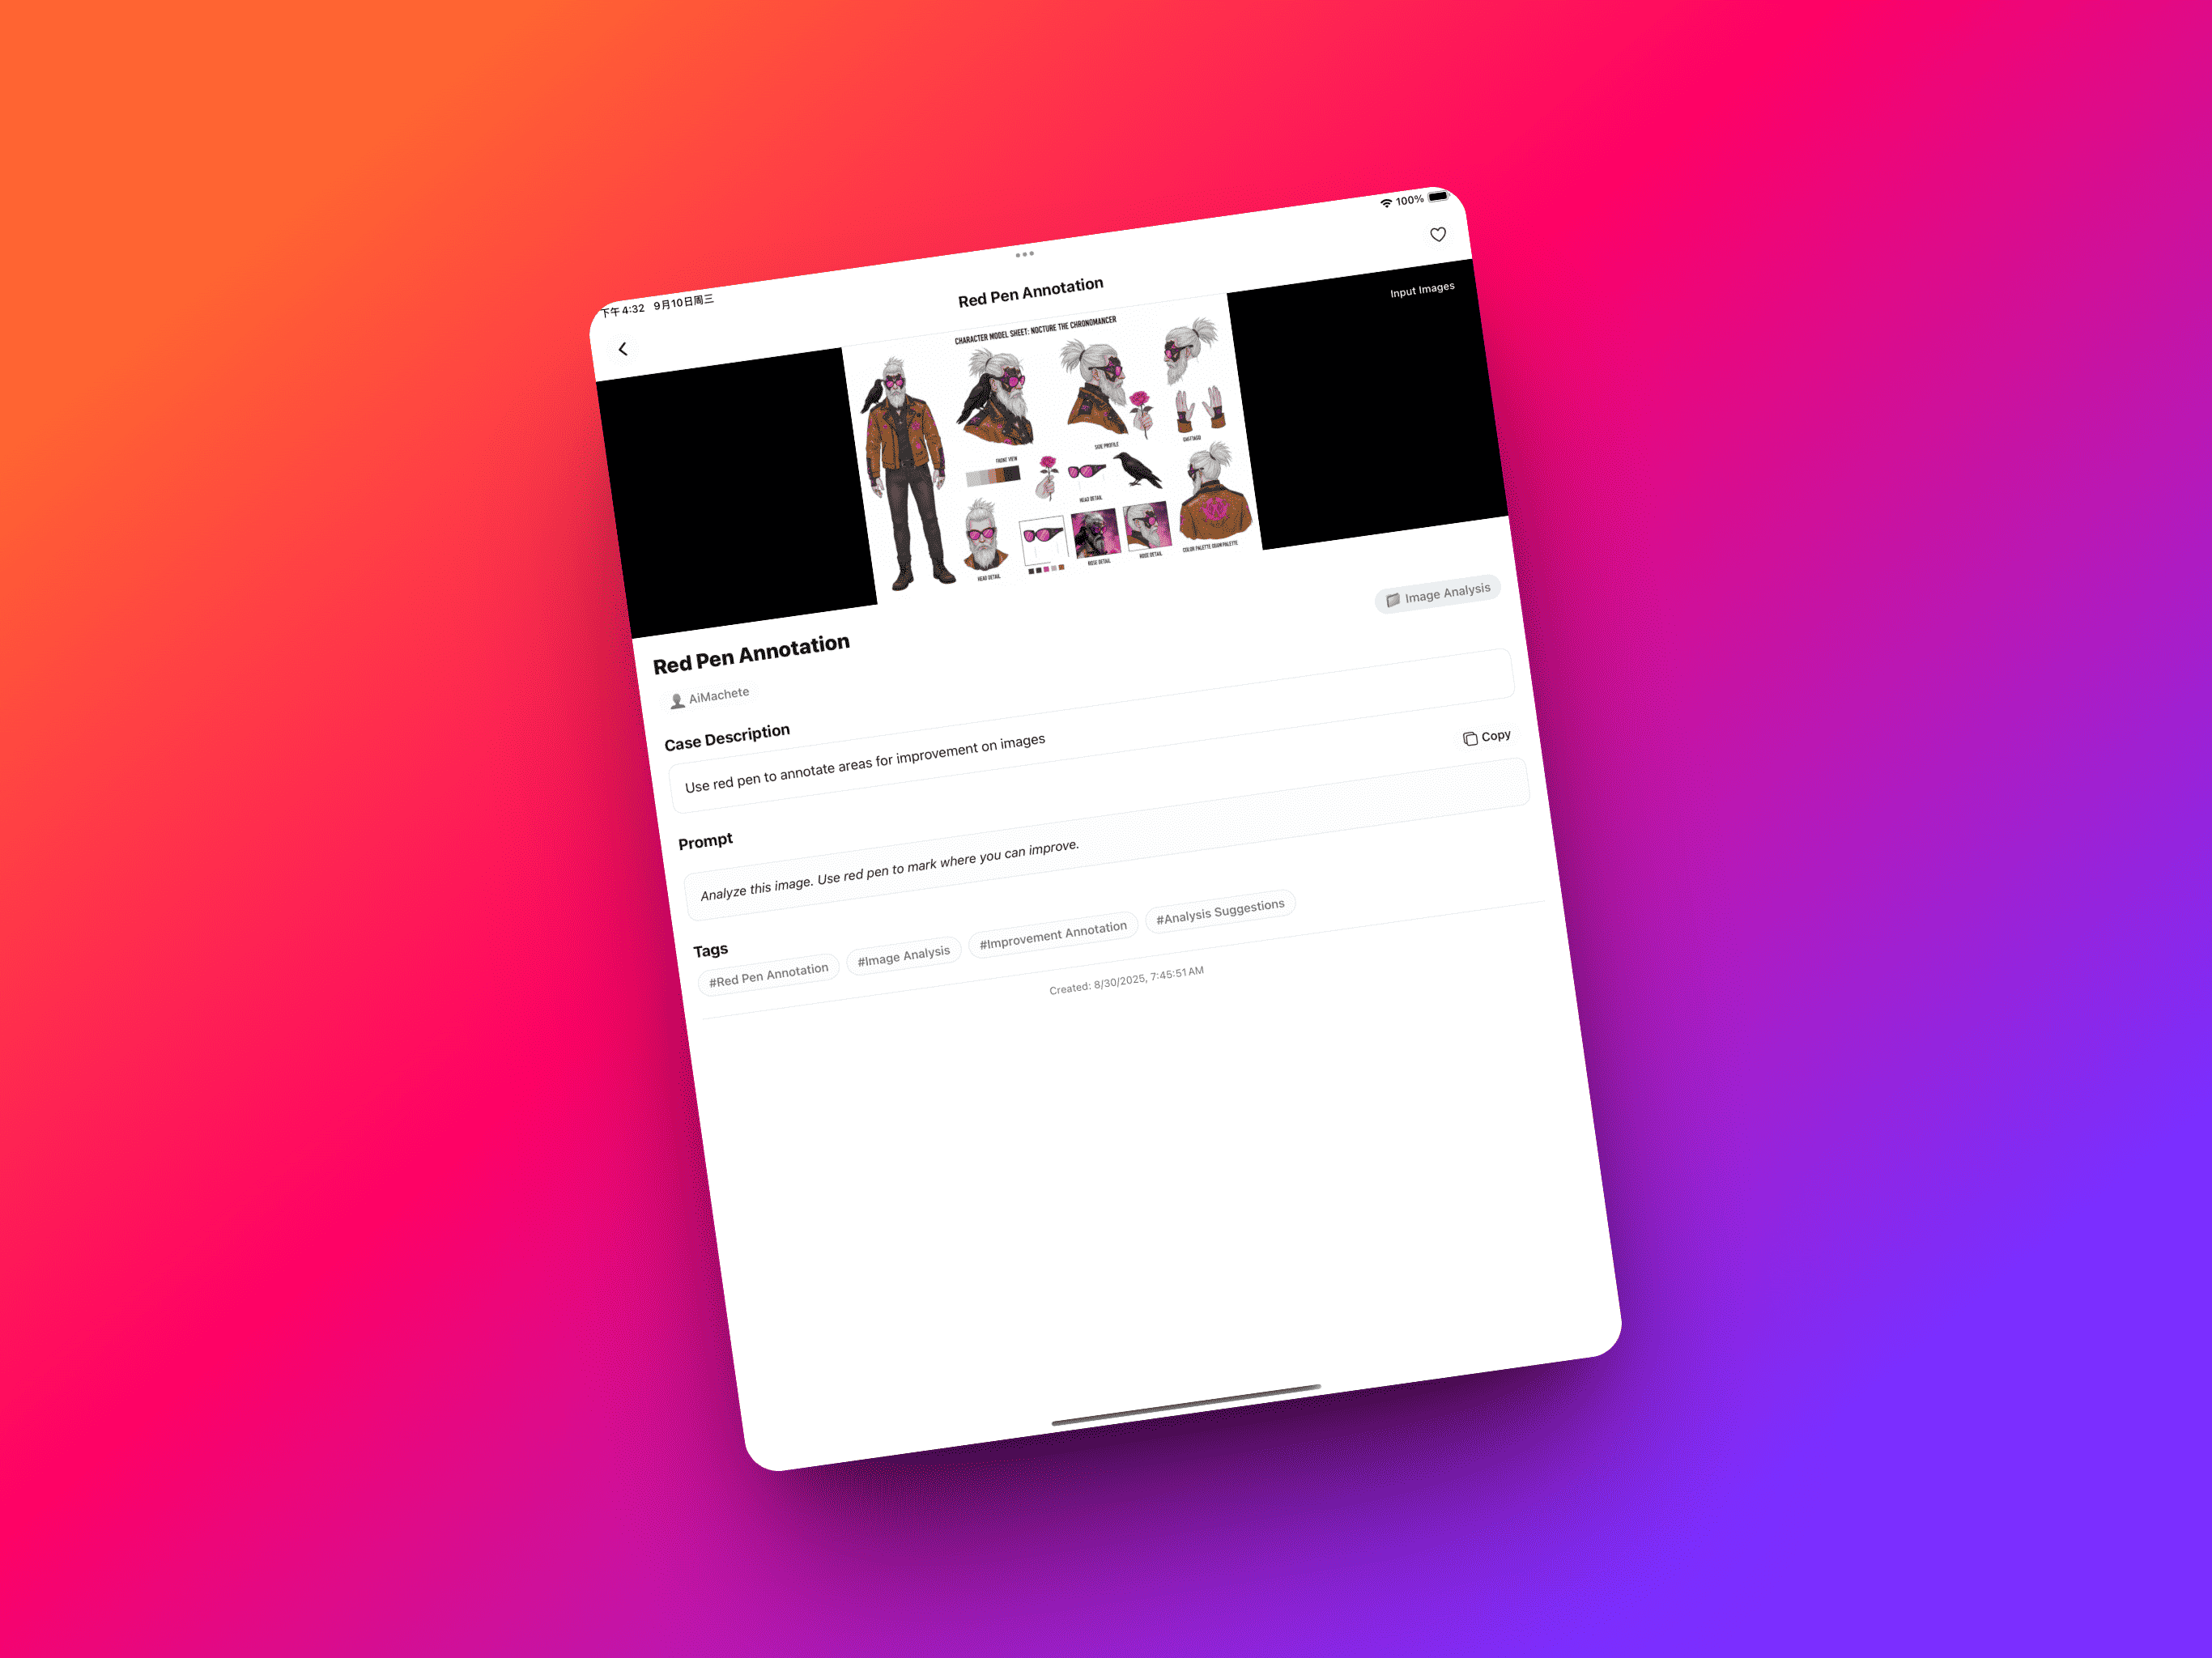 下午4:32 9月10日周三
100%
Red Pen Annotation
Input Images
CHARACTER MODEL SHEET: NOCTURE THE CHRONOMANCER
FRONT VIEW
SIDE PROFILE
HEAD DETAIL
HEAD DETAIL
ROSE DETAIL
ROSE DETAIL
COLOR PALETTE
Image Analysis
Red Pen Annotation
AiMachete
Case Description
Use red pen to annotate areas for improvement on images
Copy
Prompt
Analyze this image. Use red pen to mark where you can improve.
Tags
#Red Pen Annotation #Image Analysis #Improvement Annotation #Analysis Suggestions
Created: 8/30/2025, 7:45:51 AM